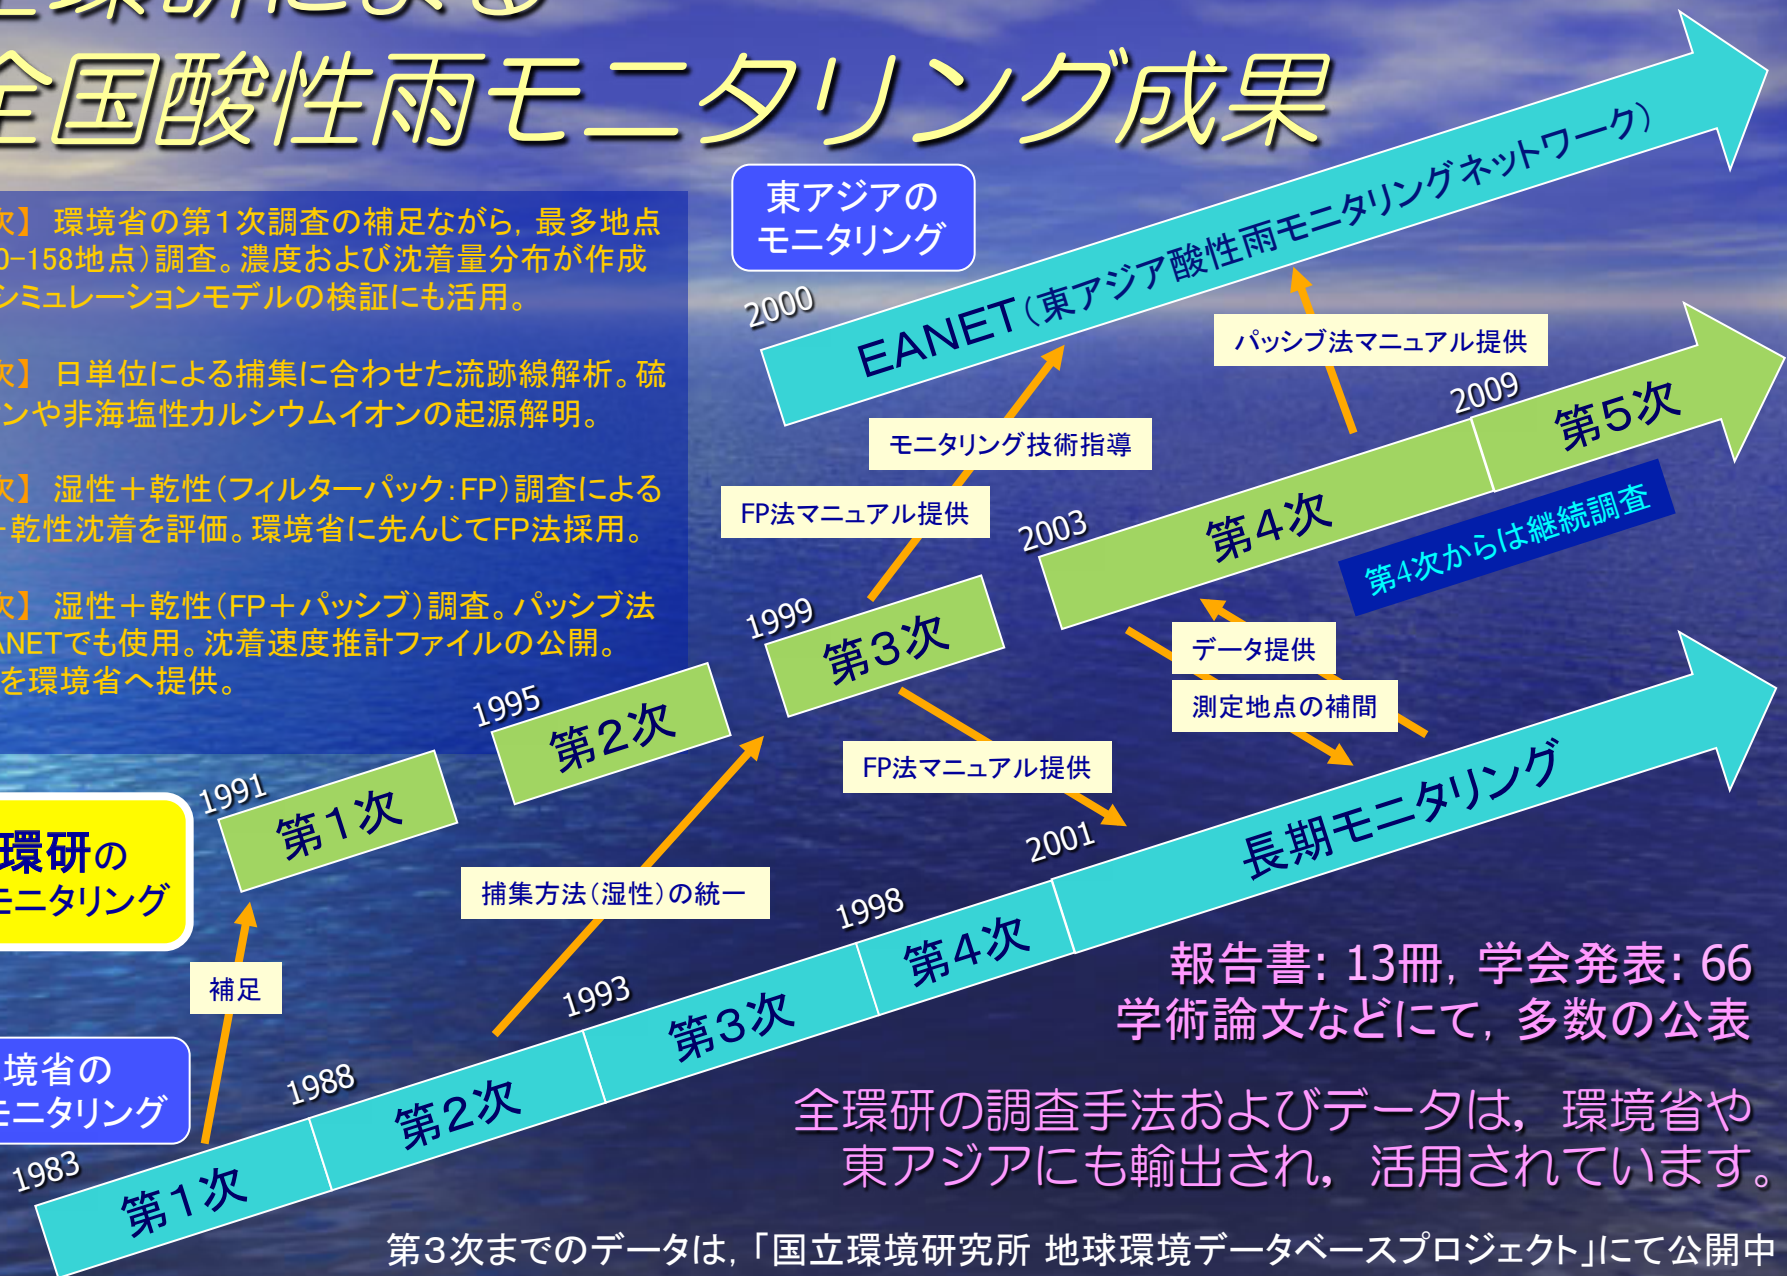 全環研による
全国酸性雨モニタリング成果
次】 環境省の第1次調査の補足ながら, 最多地点
0-158地点)調査。濃度および沈着量分布が作成
シミュレーションモデルの検証にも活用。
次】 日単位による捕集に合わせた流跡線解析。硫
ンや非海塩性カルシウムイオンの起源解明。
次】 湿性+乾性(フィルターパック:FP)調査による
乾性沈着を評価。環境省に先んじてFP法採用。
次】 湿性+乾性(FP+パッシブ)調査。パッシブ法
ANETでも使用。沈着速度推計ファイルの公開。
を環境省へ提供。
東アジアの
モニタリング
2000
EANET(東アジア酸性雨モニタリングネットワーク)
パッシブ法マニュアル提供
モニタリング技術指導
FP法マニュアル提供
環研の
モニタリング
1991
第1次
1995
第2次
1999
第3次
2003
第4次
2009
第5次
第4次からは継続調査
データ提供
測定地点の補間
FP法マニュアル提供
捕集方法(湿性)の統一
補足
境省の
モニタリング
1983
第1次
1988
第2次
1993
第3次
1998
第4次
2001
長期モニタリング
報告書: 13冊, 学会発表: 66
学術論文などにて, 多数の公表
全環研の調査手法およびデータは, 環境省や
東アジアにも輸出され, 活用されています。
第3次までのデータは,「国立環境研究所 地球環境データベースプロジェクト」にて公開中